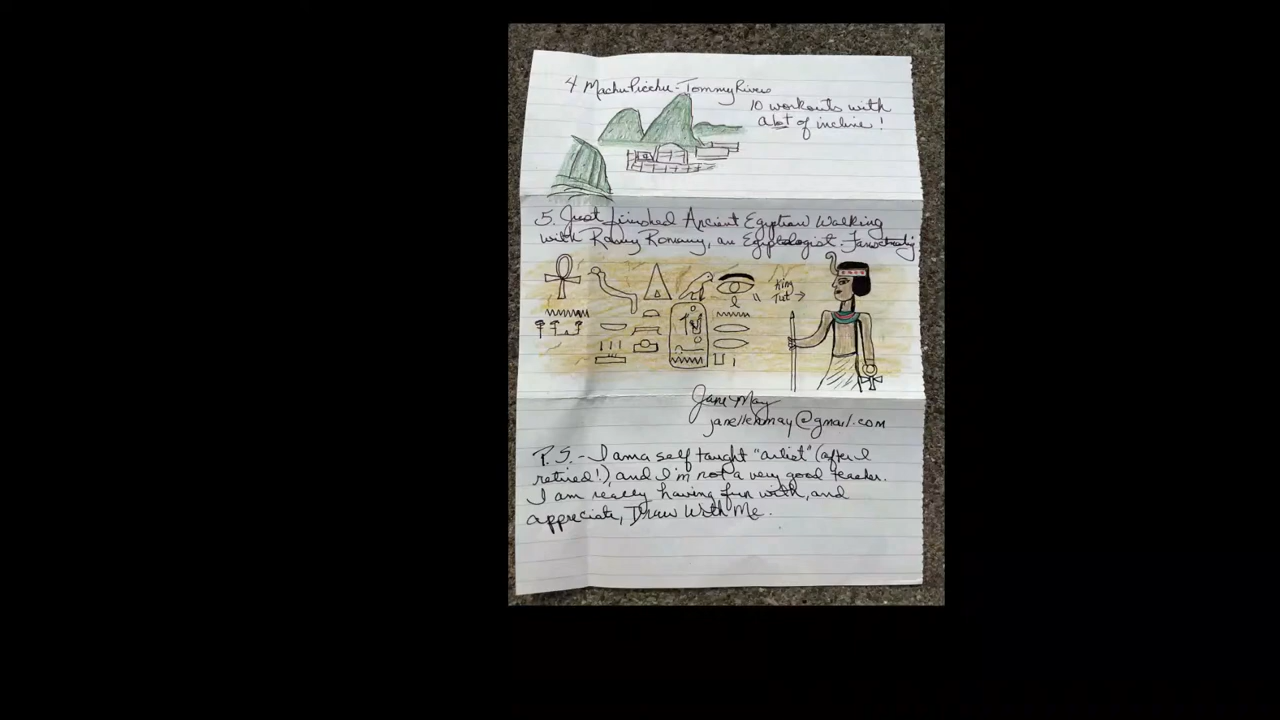 4 Machu Picchu - Tommy Rivers
10 workouts with
a lot of incline!
5. Just finished Ancient Egyptian Walking
with Ramy Romany, an Egyptologist. Fascinating
King
Tut →
Jane May
janellenmay@gmail.com
P.S. - I am a self taught "artist" (after I
retired!), and I'm not a very good teacher.
I am really having fun with, and
appreciate, Draw With Me.